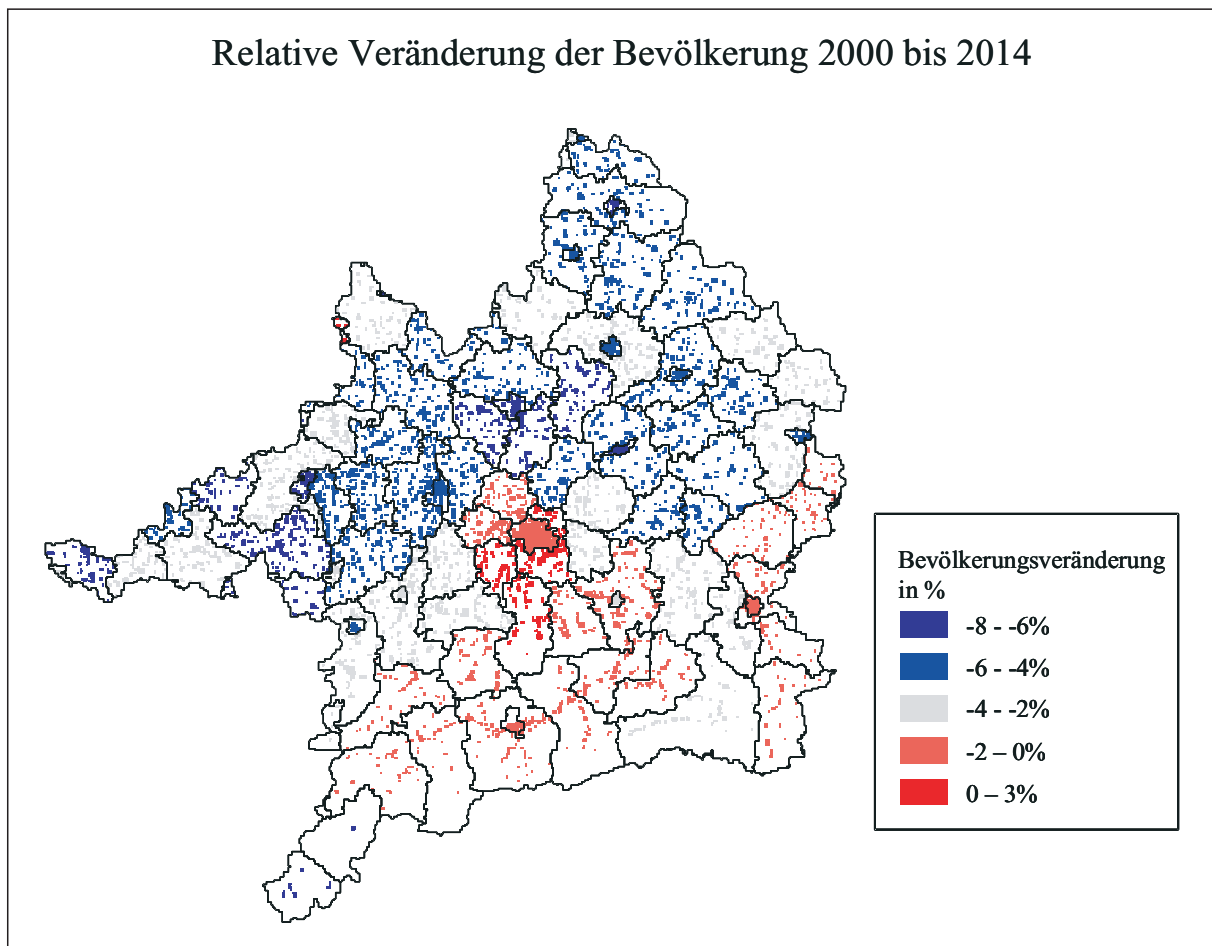 Relative Veränderung der Bevölkerung 2000 bis 2014
Bevölkerungsveränderung
in %
-8 - -6%
-6 - -4%
-4 - -2%
-2 – 0%
0 – 3%